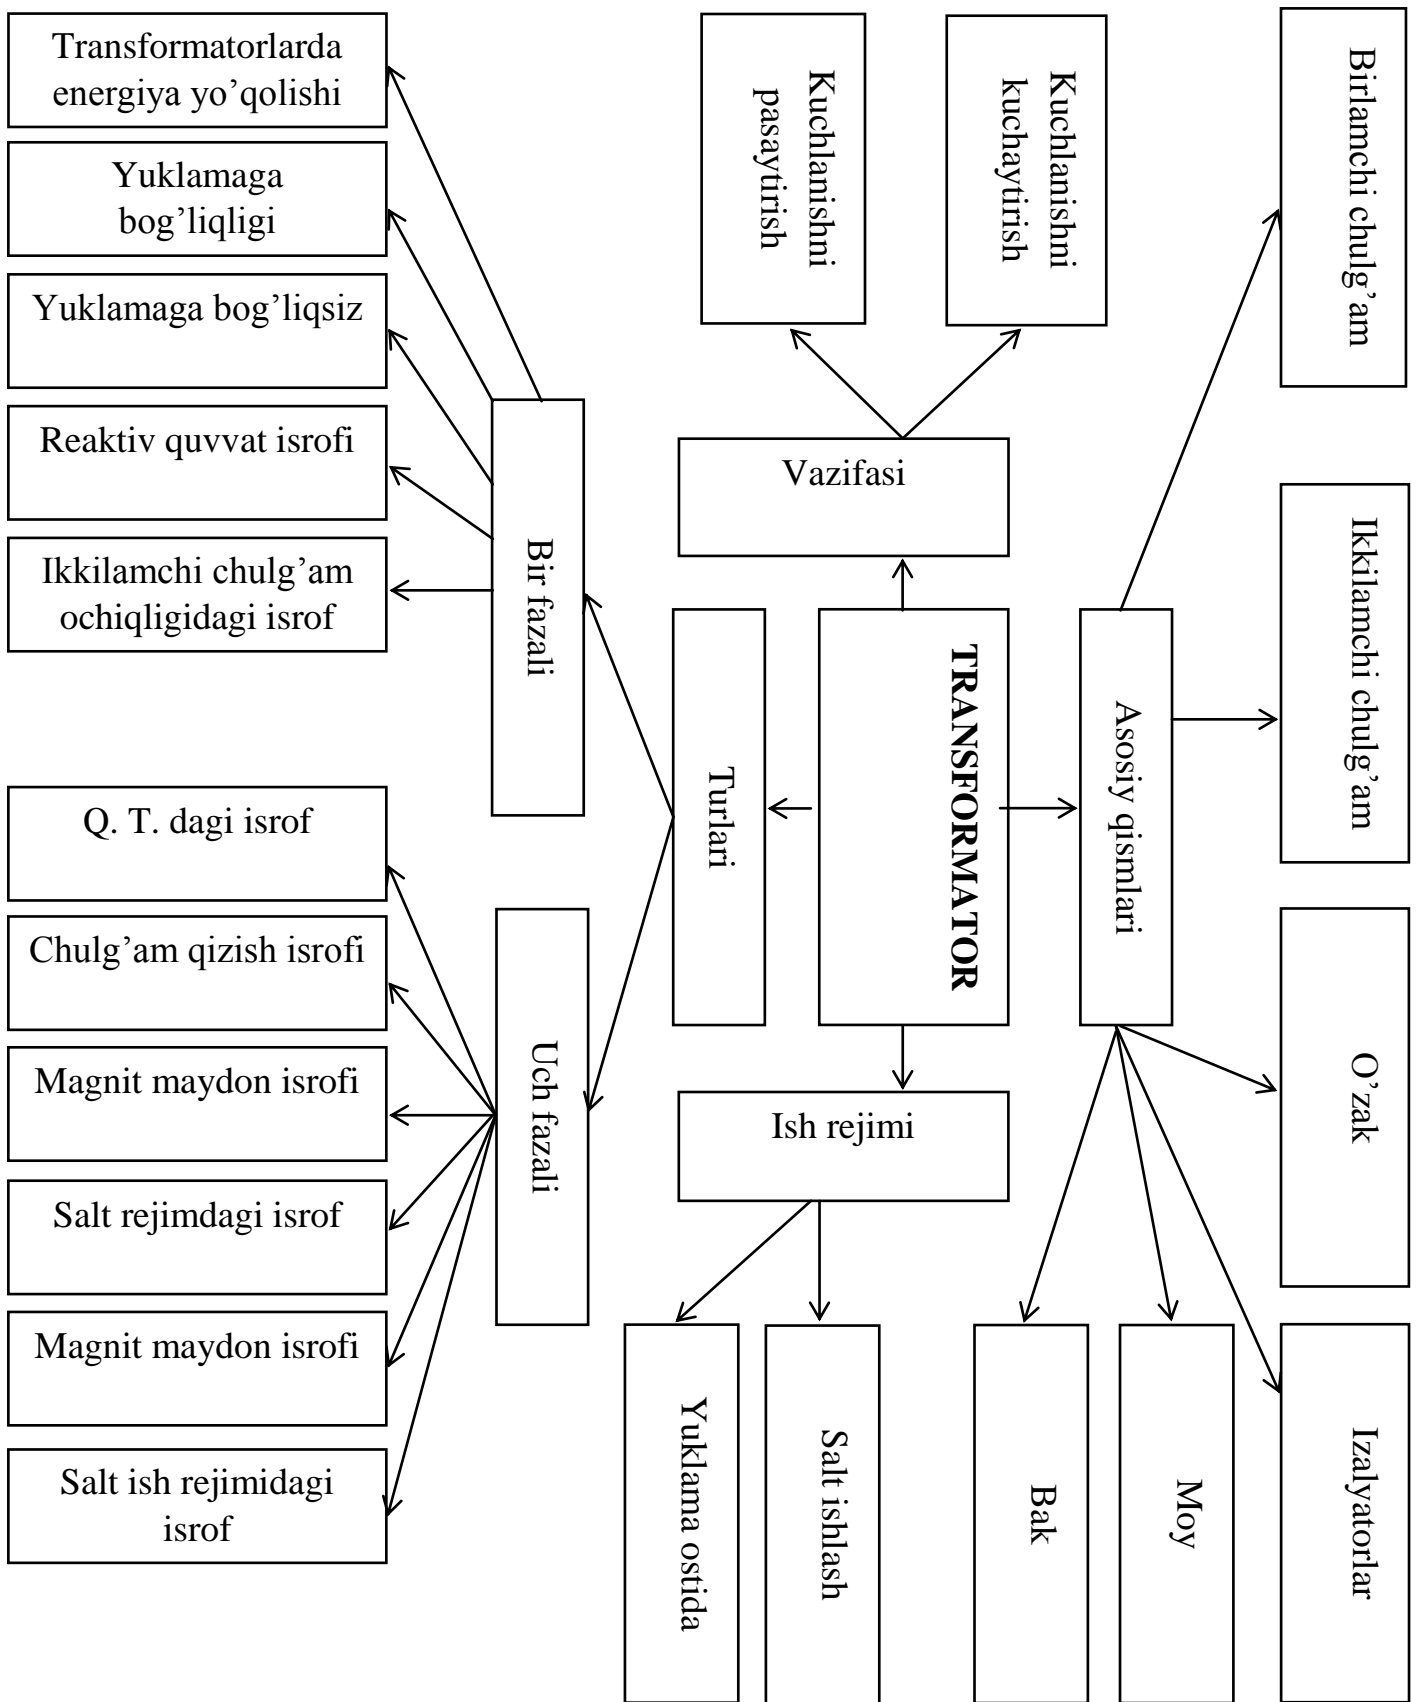 Transformatorlarda
energiya yo’qolishi
Yuklamaga
bog’liqligi
Yuklamaga bog’liqsiz
Reaktiv quvvat isrofi
Ikkilamchi chulg’am
ochiqligidagi isrof
Q. T. dagi isrof
Chulg’am qizish isrofi
Magnit maydon isrofi
Salt rejimdagi isrof
Magnit maydon isrofi
Salt ish rejimidagi
isrof
Bir fazali
Uch fazali
Kuchlanishni
pasaytirish
Kuchlanishni
kuchaytirish
Vazifasi
Turlari
TRANSFORMATOR
Asosiy qismlari
Ish rejimi
Yuklama ostida
Salt ishlash
Birlamchi chulg’am
Ikkilamchi chulg’am
O’zak
Izalyatorlar
Bak
Moy